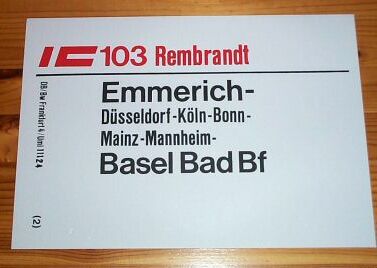 IC 103 Rembrandt
Emmerich-
Düsseldorf-Köln-Bonn-
Mainz-Mannheim-
Basel Bad Bf
(2)